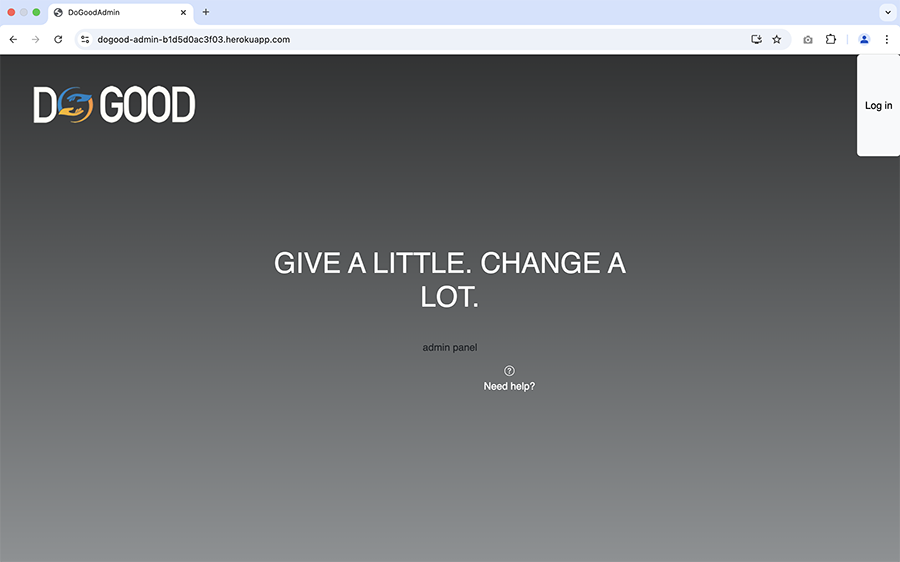 DoGoodAdmin
dogood-admin-b1d5d0ac3f03.herokuapp.com
DO GOOD
Log in
GIVE A LITTLE. CHANGE A
LOT.
admin panel
Need help?